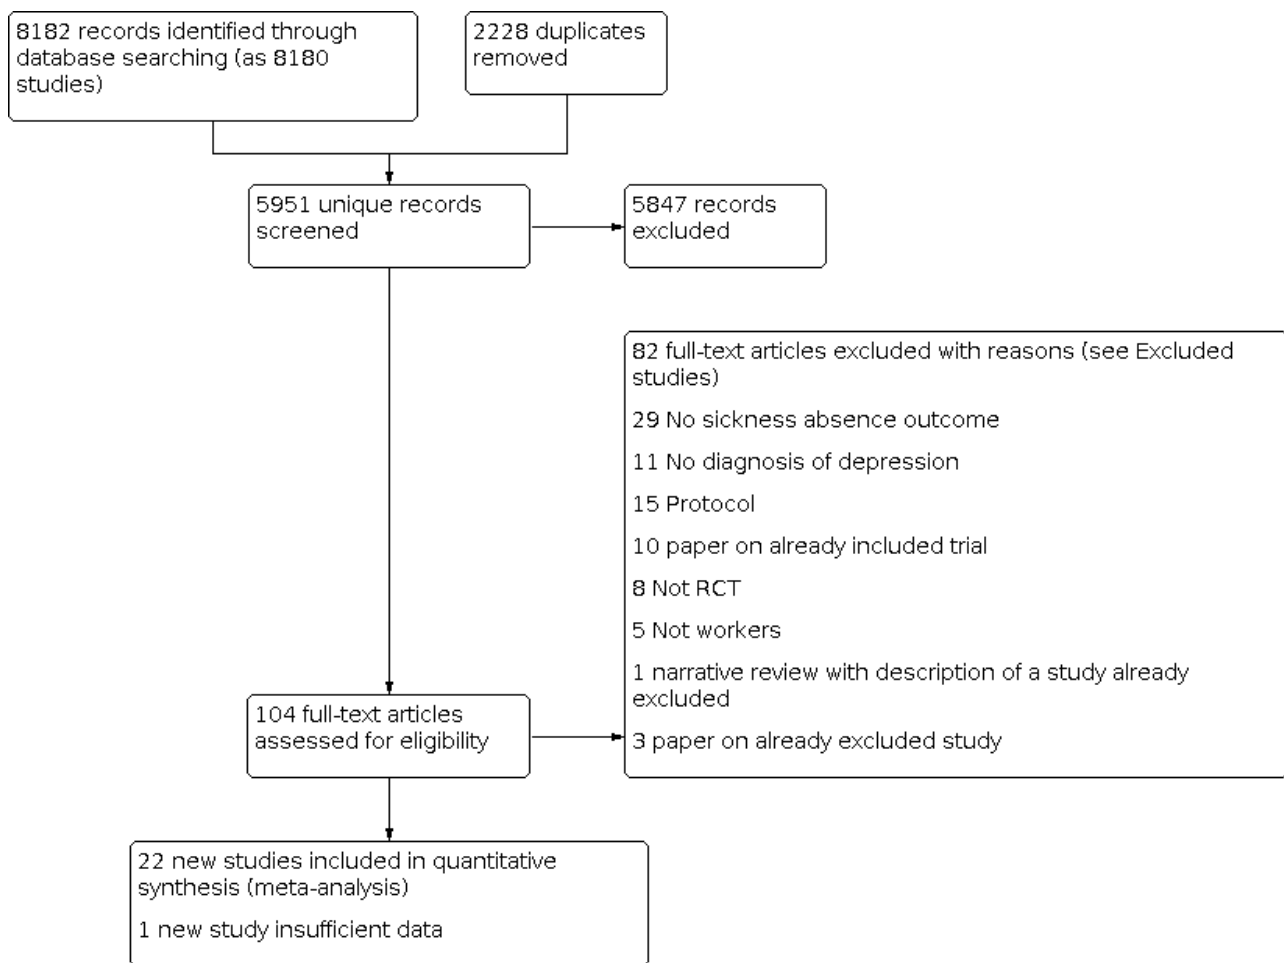 8182 records identified through
database searching (as 8180
studies)
2228 duplicates
removed
5951 unique records
screened
5847 records
excluded
82 full-text articles excluded with reasons (see Excluded
studies)
29 No sickness absence outcome
11 No diagnosis of depression
15 Protocol
10 paper on already included trial
8 Not RCT
5 Not workers
1 narrative review with description of a study already
excluded
3 paper on already excluded study
104 full-text articles
assessed for eligibility
22 new studies included in quantitative
synthesis (meta-analysis)
1 new study insufficient data